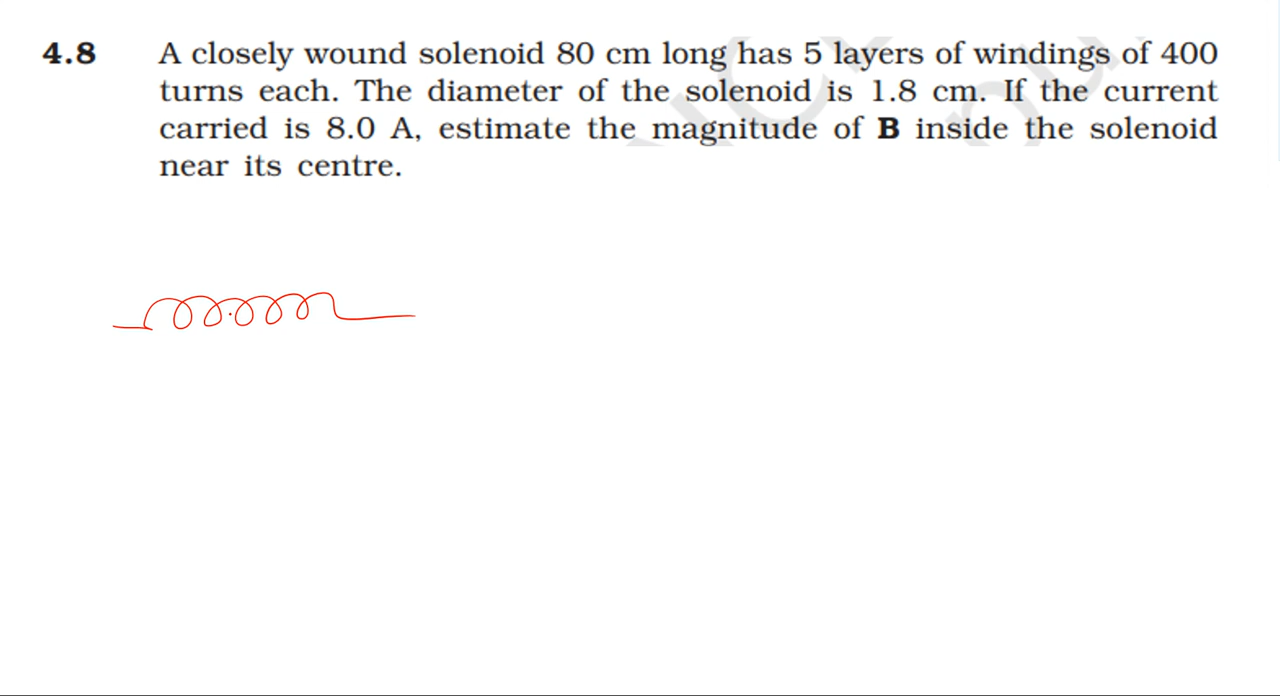 4.8 A closely wound solenoid 80 cm long has 5 layers of windings of 400
turns each. The diameter of the solenoid is 1.8 cm. If the current
carried is 8.0 A, estimate the magnitude of B inside the solenoid
near its centre.